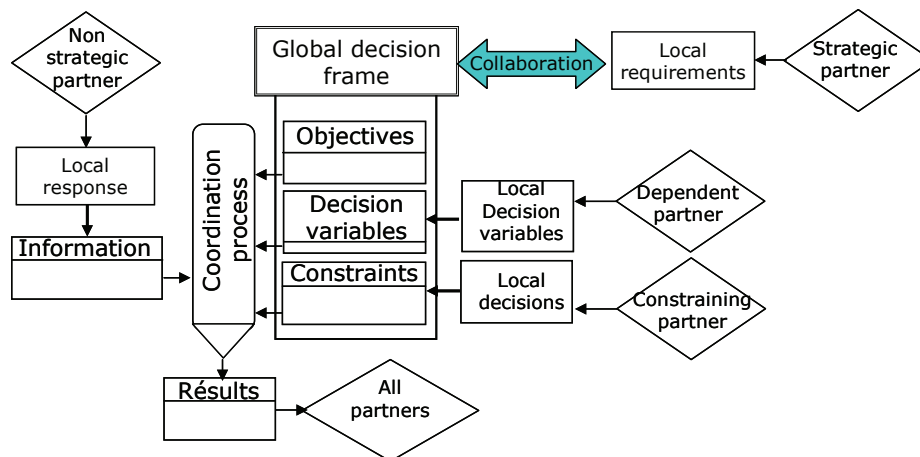 Non
strategic
partner
Global decision
frame
Collaboration
Local
requirements
Strategic
partner
Local
response
Information
Coordination
process
Objectives
Decision
variables
Constraints
Local
Decision
variables
Dependent
partner
Local
decisions
Constraining
partner
Résults
All
partners